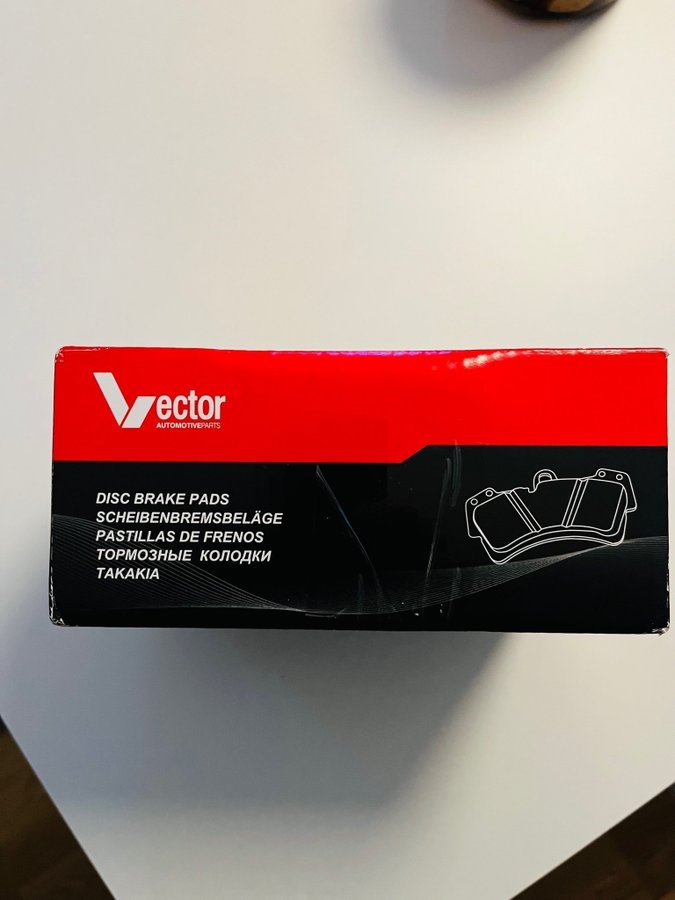 Vector
AUTOMOTIVEPARTS
DISC BRAKE PADS
SCHEIBENBREMSBELÄGE
PASTILLAS DE FRENOS
ТОРМОЗНЫЕ КОЛОДКИ
ΤΑΚΑΚΙΑ